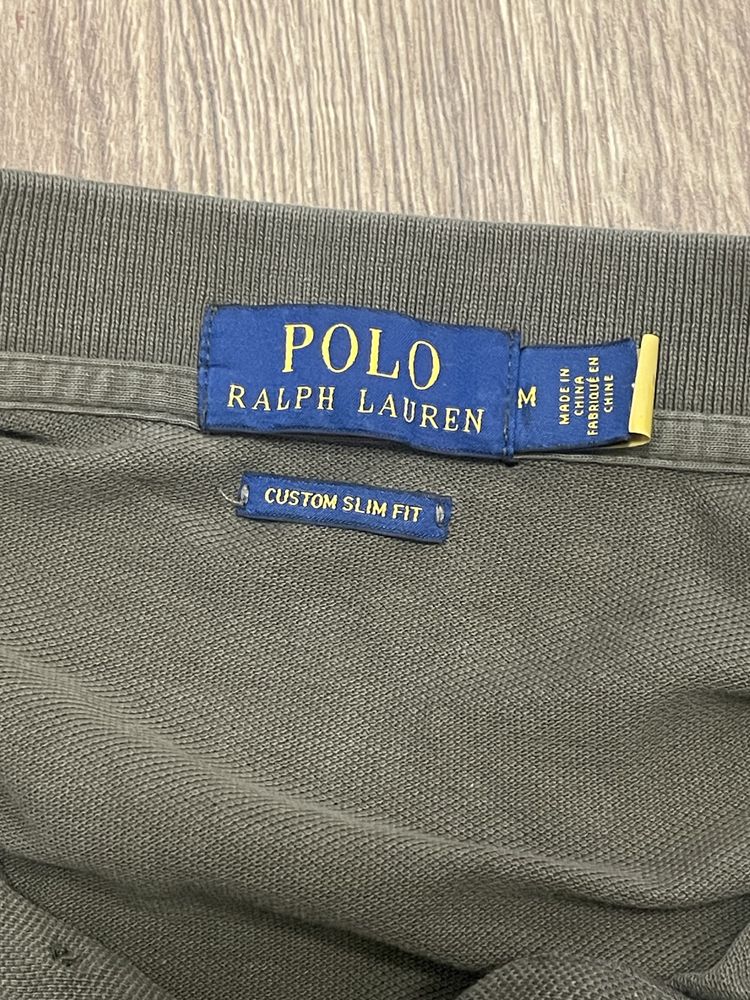 POLO
RALPH LAUREN
M
MADE IN
CHINA
FABRIQUÉ EN
CHINE
CUSTOM SLIM FIT